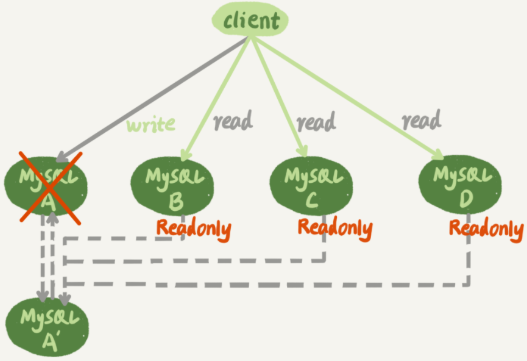 client
write
read
read
read
MySQL
A
MySQL
B
MySQL
C
MySQL
D
Readonly
Readonly
Readonly
MySQL
A'